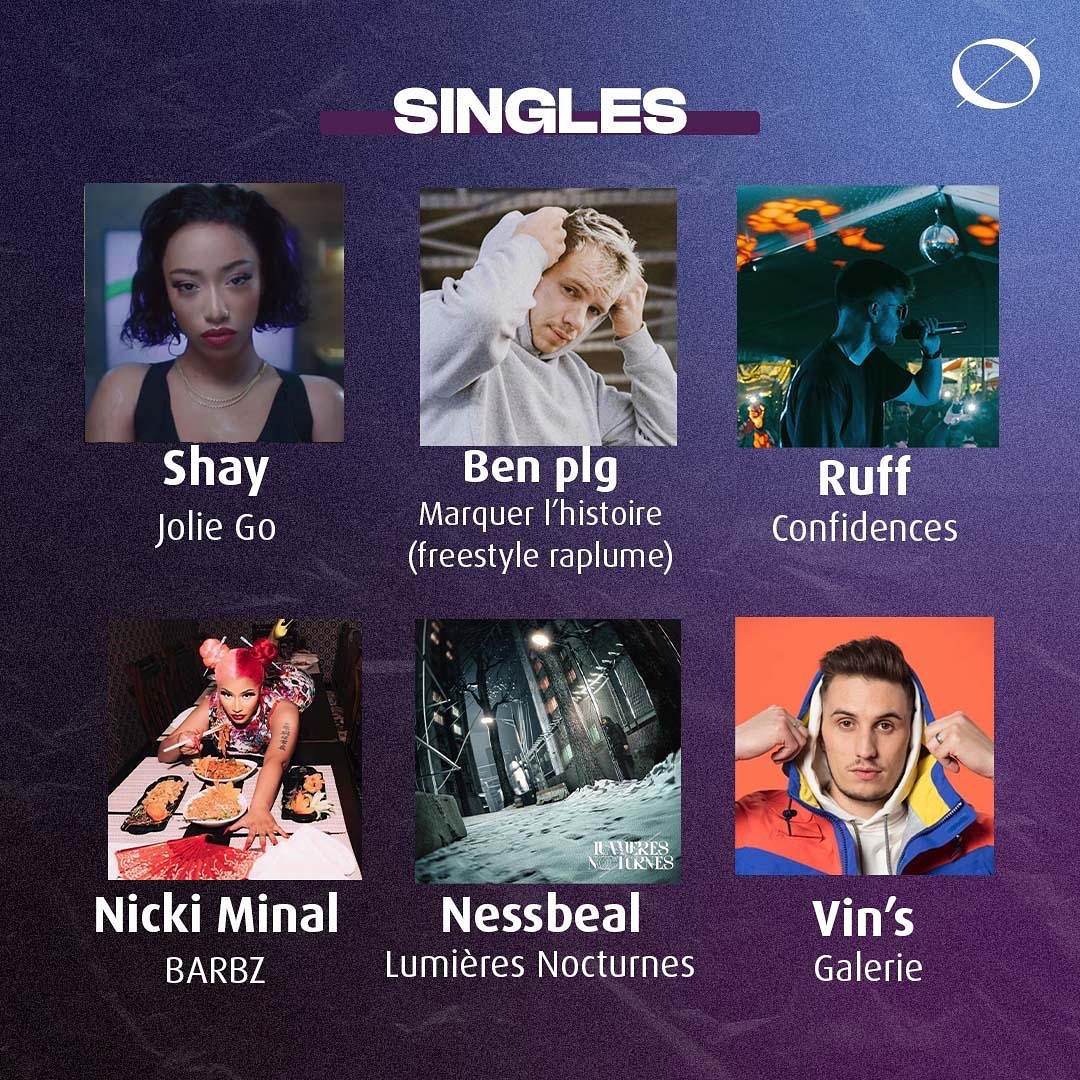 SINGLES
Shay
Jolie Go
Ben plg
Marquer l’histoire
(freestyle raplume)
Ruff
Confidences
Nicki Minal
BARBZ
LUMIÈRES
NOCTURNES
Nessbeal
Lumières Nocturnes
Vin’s
Galerie